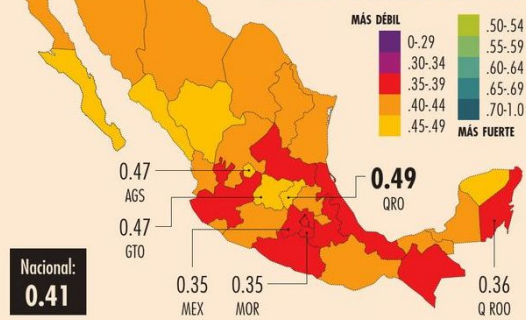 MÁS DÉBIL
0-.29
.30-34
.35-39
.40-44
.45-49
.50-.54
.55-59
.60-64
.65-69
.70-1.0
MÁS FUERTE
0.47
AGS
0.49
QRO
0.47
GTO
Nacional:
0.41
0.35
MEX
0.35
MOR
0.36
Q ROO